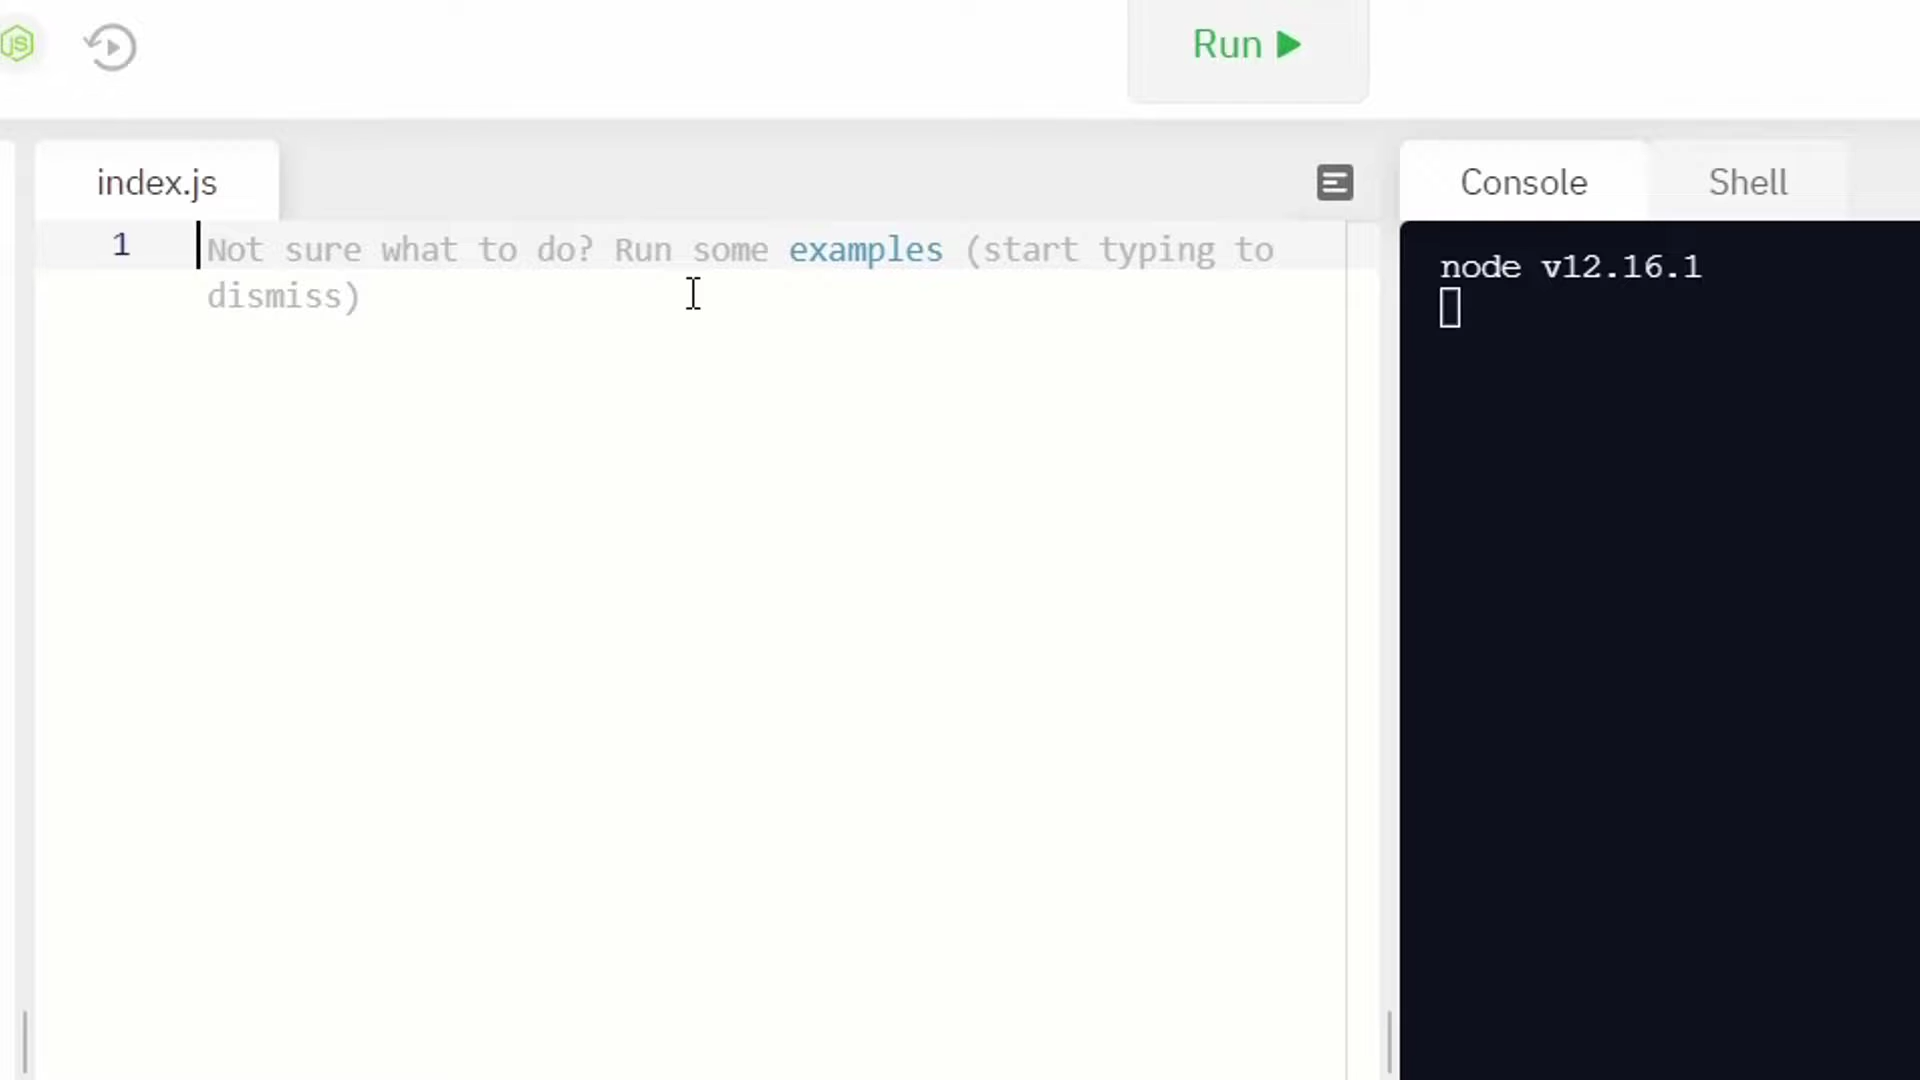 JS
Run
index.js
Console
Shell
1
Not sure what to do? Run some examples (start typing to
dismiss)
node v12.16.1